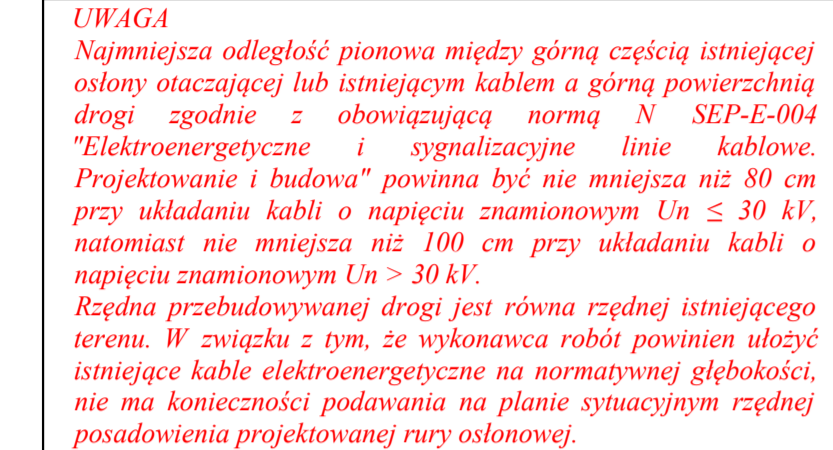 UWAGA
Najmniejsza odległość pionowa między górną częścią istniejącej
osłony otaczającej lub istniejącym kablem a górną powierzchnią
drogi zgodnie z obowiązującą normą N SEP-E-004
"Elektroenergetyczne i sygnalizacyjne linie kablowe.
Projektowanie i budowa" powinna być nie mniejsza niż 80 cm
przy układaniu kabli o napięciu znamionowym Un ≤ 30 kV,
natomiast nie mniejsza niż 100 cm przy układaniu kabli o
napięciu znamionowym Un > 30 kV.
Rzędna przebudowywanej drogi jest równa rzędnej istniejącego
terenu. W związku z tym, że wykonawca robót powinien ułożyć
istniejące kable elektroenergetyczne na normatywnej głębokości,
nie ma konieczności podawania na planie sytuacyjnym rzędnej
posadowienia projektowanej rury osłonowej.